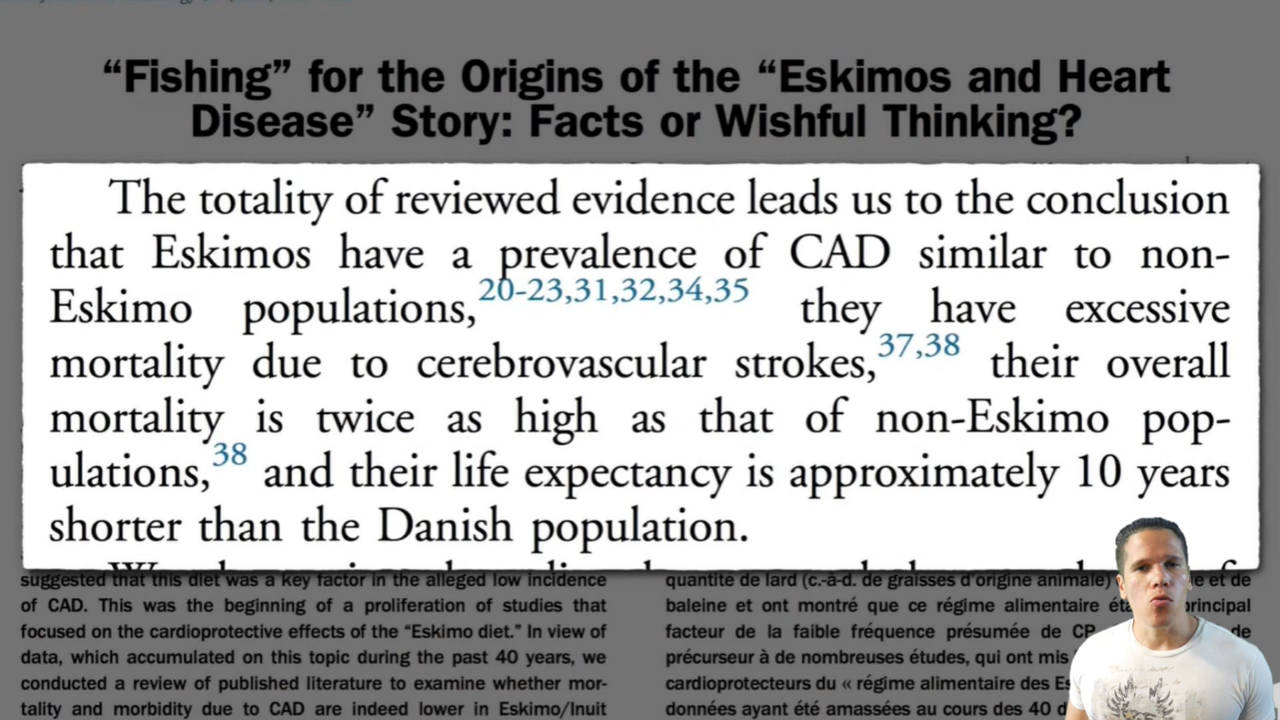 “Fishing” for the Origins of the “Eskimos and Heart
Disease” Story: Facts or Wishful Thinking?
The totality of reviewed evidence leads us to the conclusion
that Eskimos have a prevalence of CAD similar to non-
Eskimo populations,20-23,31,32,34,35 they have excessive
mortality due to cerebrovascular strokes,37,38 their overall
mortality is twice as high as that of non-Eskimo pop-
ulations,38 and their life expectancy is approximately 10 years
shorter than the Danish population.
suggested that this diet was a key factor in the alleged low incidence
of CAD. This was the beginning of a proliferation of studies that
focused on the cardioprotective effects of the “Eskimo diet.” In view of
data, which accumulated on this topic during the past 40 years, we
conducted a review of published literature to examine whether mor-
tality and morbidity due to CAD are indeed lower in Eskimo/Inuit
quantité de lard (c.-à-d. de graisses d’origine animale) e et de
baleine et ont montré que ce régime alimentaire principal
facteur de la faible fréquence présumée de CP de
précurseur à de nombreuses études, qui ont mis
cardioprotecteurs du « régime alimentaire des
données ayant été amassées au cours des 40